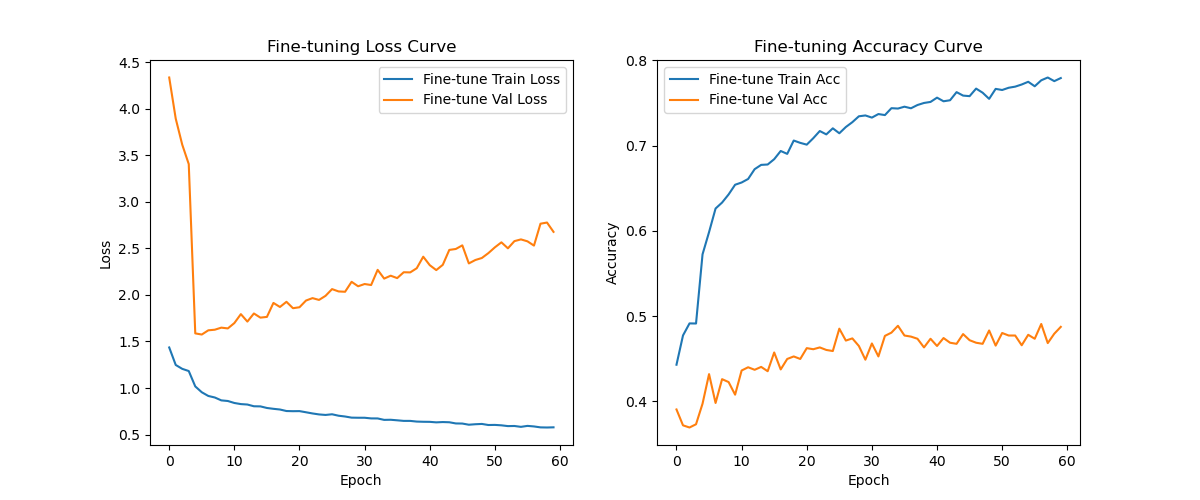 Fine-tuning Loss Curve
Fine-tune Train Loss
Fine-tune Val Loss
4.5
4.0
3.5
3.0
2.5
2.0
1.5
1.0
0.5
Loss
0 10 20 30 40 50 60
Epoch
Fine-tuning Accuracy Curve
Fine-tune Train Acc
Fine-tune Val Acc
0.8
0.7
0.6
0.5
0.4
Accuracy
0 10 20 30 40 50 60
Epoch